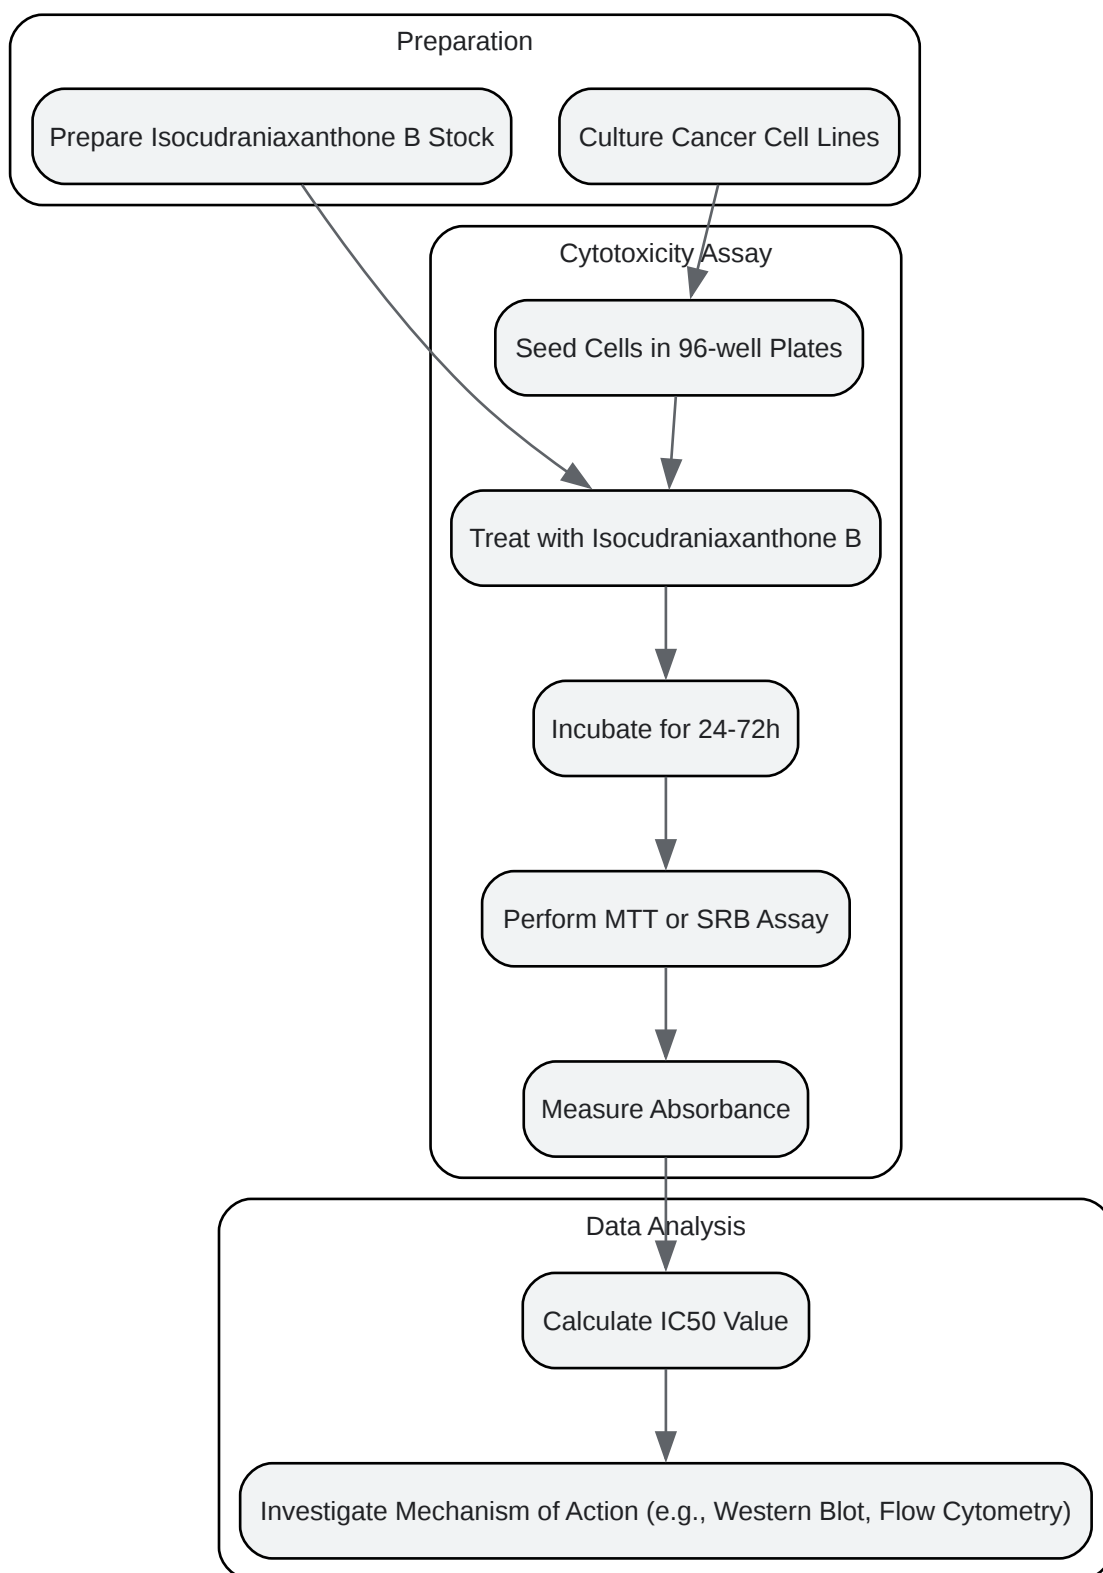 Preparation
Prepare Isocudraniaxanthone B Stock
Culture Cancer Cell Lines
Cytotoxicity Assay
Seed Cells in 96-well Plates
Treat with Isocudraniaxanthone B
Incubate for 24-72h
Perform MTT or SRB Assay
Measure Absorbance
Data Analysis
Calculate IC50 Value
Investigate Mechanism of Action (e.g., Western Blot, Flow Cytometry)